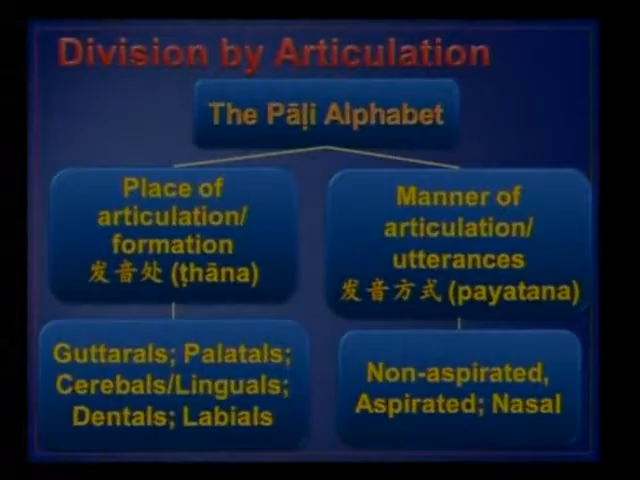 Division by Articulation
The Pāḷi Alphabet
Place of
articulation/
formation
发音处 (ṭhāna)
Manner of
articulation/
utterances
发音方式 (payatana)
Guttarals; Palatals;
Cerebals/Linguals;
Dentals; Labials
Non-aspirated,
Aspirated; Nasal